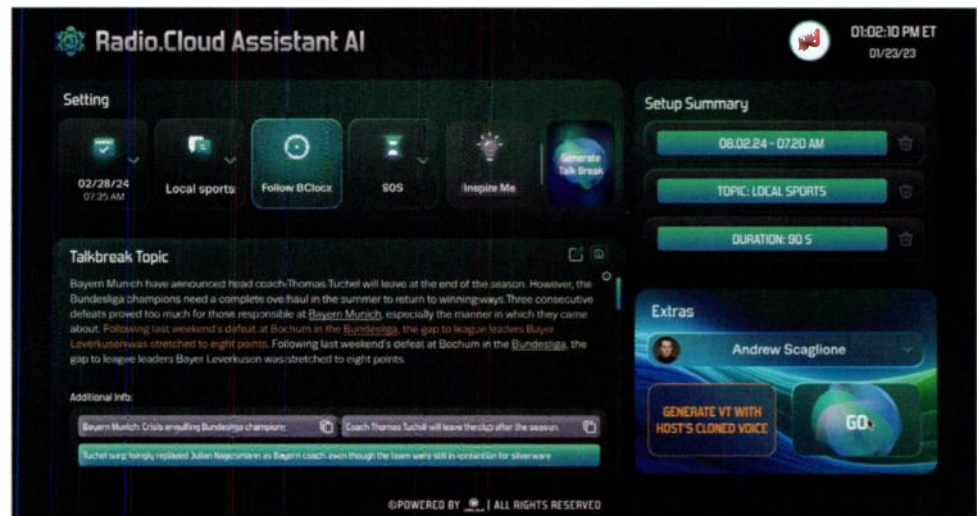 Radio.Cloud Assistant AI
01:02:10 PM ET
01/23/23
Setting
02/28/24
07.25 AM
Local sports
Follow BClocx
SOS
Inspire Me
Generate
Talk Break
Setup Summary
08.02.24 - 07.20 AM
TOPIC: LOCAL SPORTS
DURATION: 90 S
Talkbreak Topic
Bayern Munich have announced head coach Thomas Tuchel will leave at the end of the season. However, the
Bundesliga champions need a complete overhaul in the summer to return to winning ways. Three consecutive
defeats proved too much for those responsible at Bayern Munich, especially the manner in which they came
about. Following last weekend's defeat at Bochum in the Bundesliga, the gap to league leaders Bayer
Leverkusen was stretched to eight points. Following last weekend's defeat at Bochum in the Bundesliga, the
gap to league leaders Bayer Leverkusen was stretched to eight points.
Additional Info:
Bayern Munich: Crisis engulfing Bundesliga champions
Coach Thomas Tuchel will leave the club after the season.
Tuchel surprisingly replaced Julian Nagelsmann as Bayern coach, even though the team were still in contention for silverware
Extras
Andrew Scaglione
GENERATE VT WITH
HOST'S CLONED VOICE
GO
©POWERED BY | ALL RIGHTS RESERVED